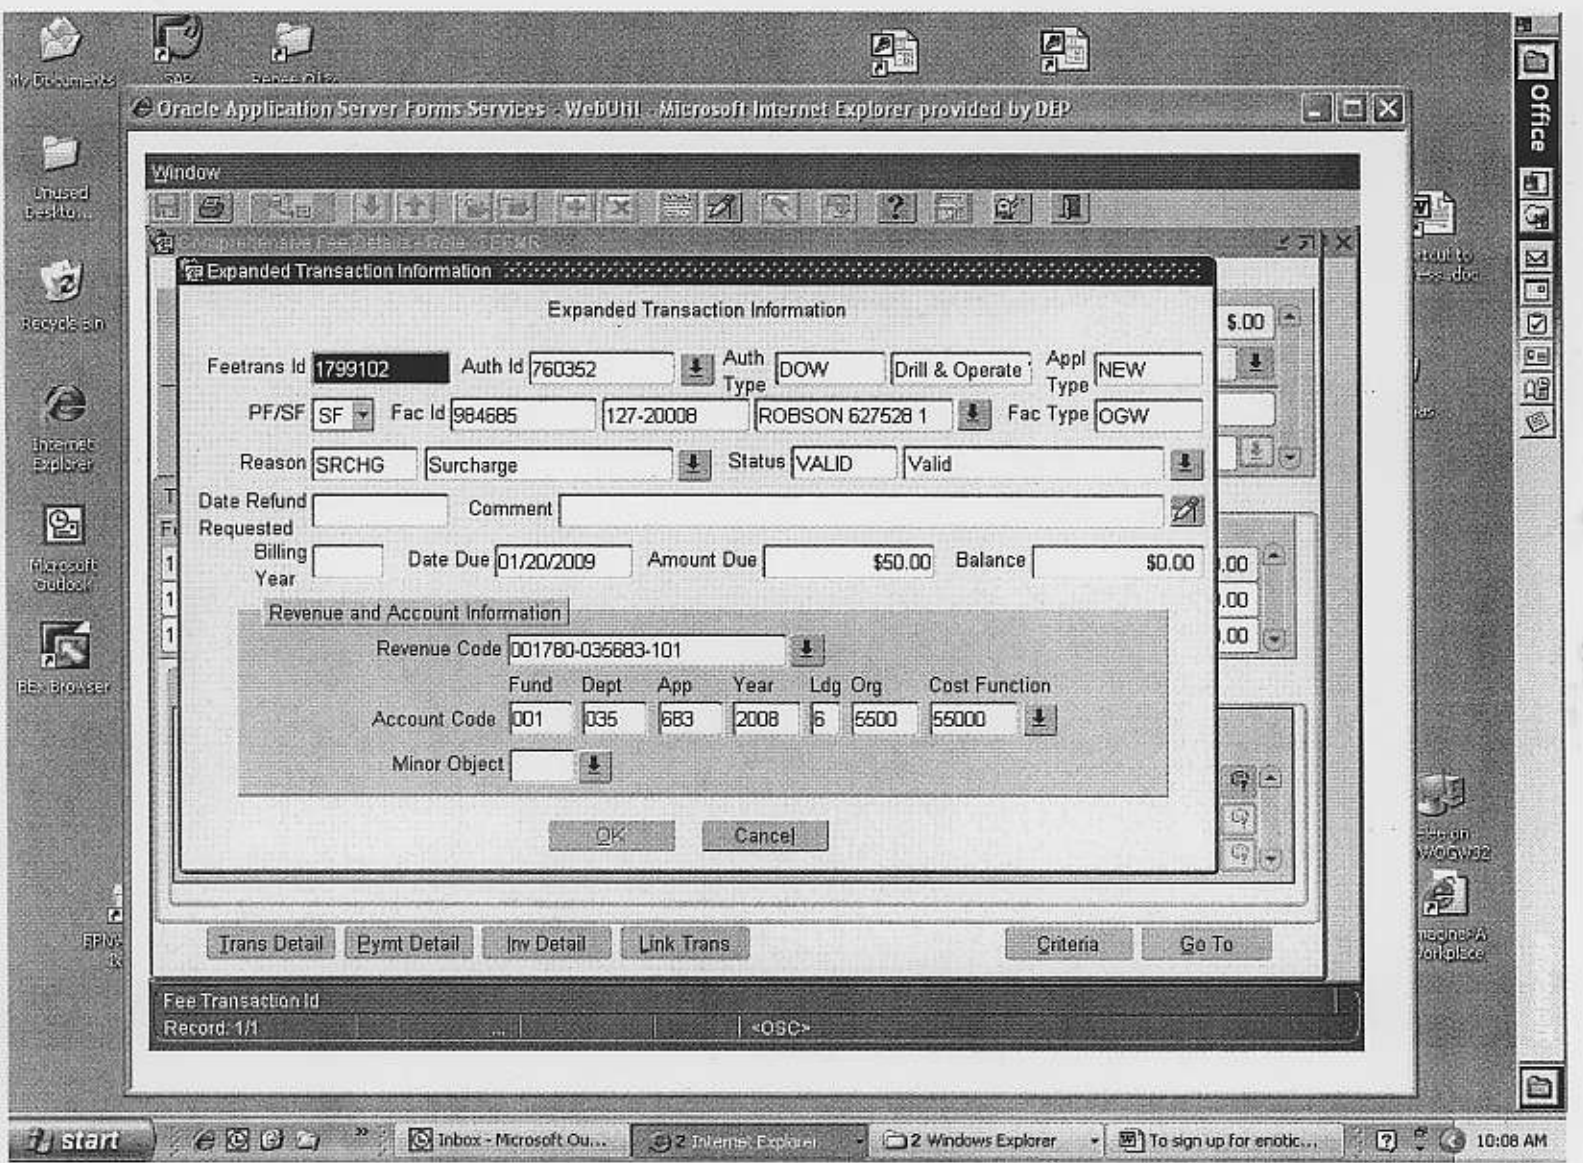 My Documents
SAP
Oracle Application Server Forms Services - WebUtil - Microsoft Internet Explorer provided by DEP
Office
Window
Unused
Deskto...
Expanded Transaction Information
Expanded Transaction Information
$.00
Recycle Bin
Feetrans Id 1799102 Auth Id 760352 Auth Type DOW Drill & Operate Appl Type NEW
PF/SF SF Fac Id 984685 127-20008 ROBSON 627528 1 Fac Type OGW
Internet
Explorer
Reason SRCHG Surcharge Status VALID Valid
Date Refund Requested Comment
Microsoft
Outlook
Billing Year Date Due 01/20/2009 Amount Due $50.00 Balance $0.00
Revenue and Account Information
Revenue Code 001780-035683-101
BEx Browser
Fund Dept App Year Ldg Org Cost Function
Account Code 001 035 683 2008 6 5500 55000
Minor Object
OK Cancel
Trans Detail Pymt Detail Inv Detail Link Trans Criteria Go To
Fee Transaction Id
Record: 1/1 ... <OSC>
start
Inbox - Microsoft Ou... 2 Internet Explorer 2 Windows Explorer To sign up for enotic... 10:08 AM